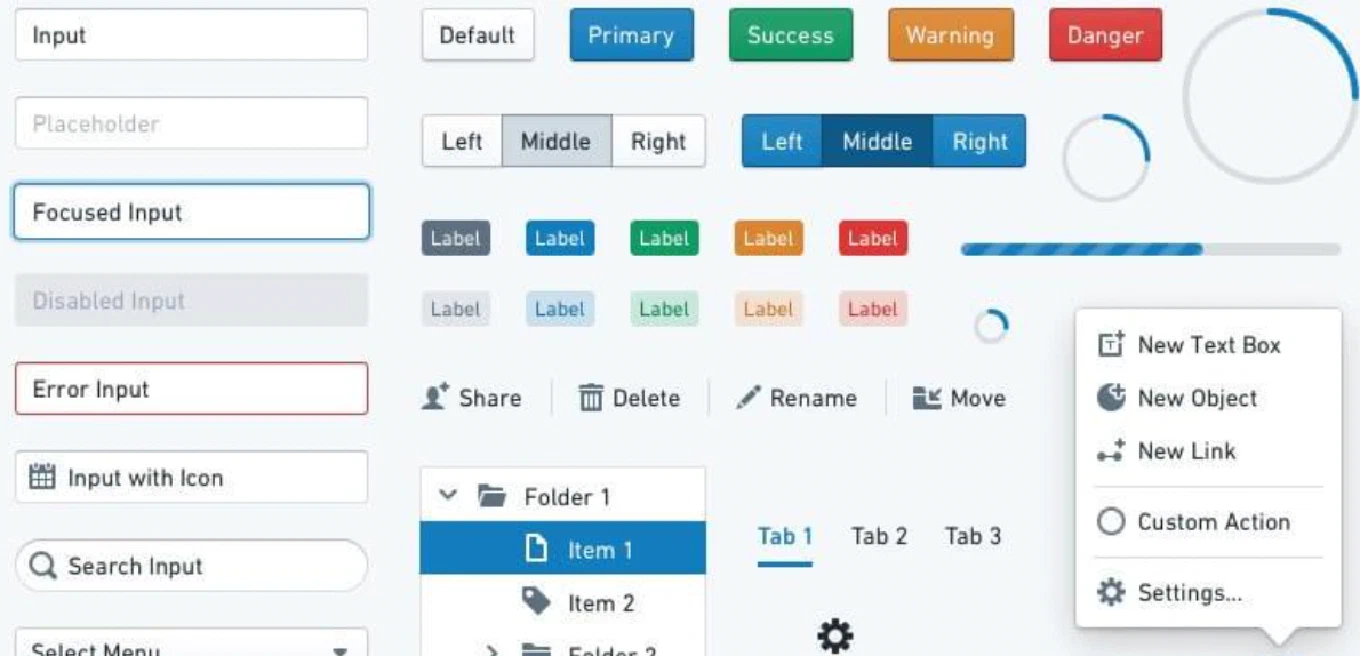 Input
Placeholder
Focused Input
Disabled Input
Error Input
Input with Icon
Search Input
Select Menu
Default Primary Success Warning Danger
Left Middle Right Left Middle Right
Label Label Label Label Label
Label Label Label Label Label
Share Delete Rename Move
Folder 1
Item 1
Item 2
Tab 1 Tab 2 Tab 3
New Text Box
New Object
New Link
Custom Action
Settings...